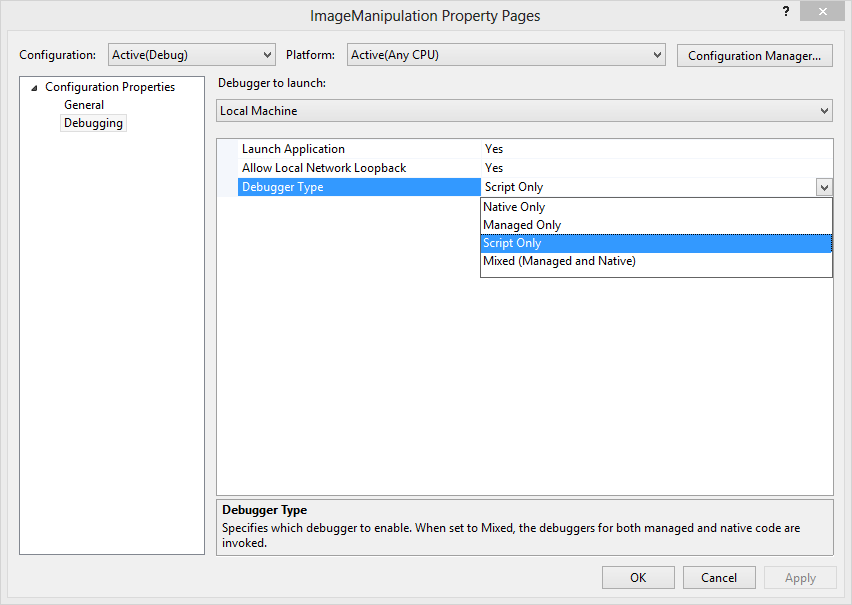 ImageManipulation Property Pages
?
Configuration: Active(Debug) Platform: Active(Any CPU) Configuration Manager...
Configuration Properties
General
Debugging
Debugger to launch:
Local Machine
Launch Application Yes
Allow Local Network Loopback Yes
Debugger Type Script Only
Native Only
Managed Only
Script Only
Mixed (Managed and Native)
Debugger Type
Specifies which debugger to enable. When set to Mixed, the debuggers for both managed and native code are
invoked.
OK Cancel Apply